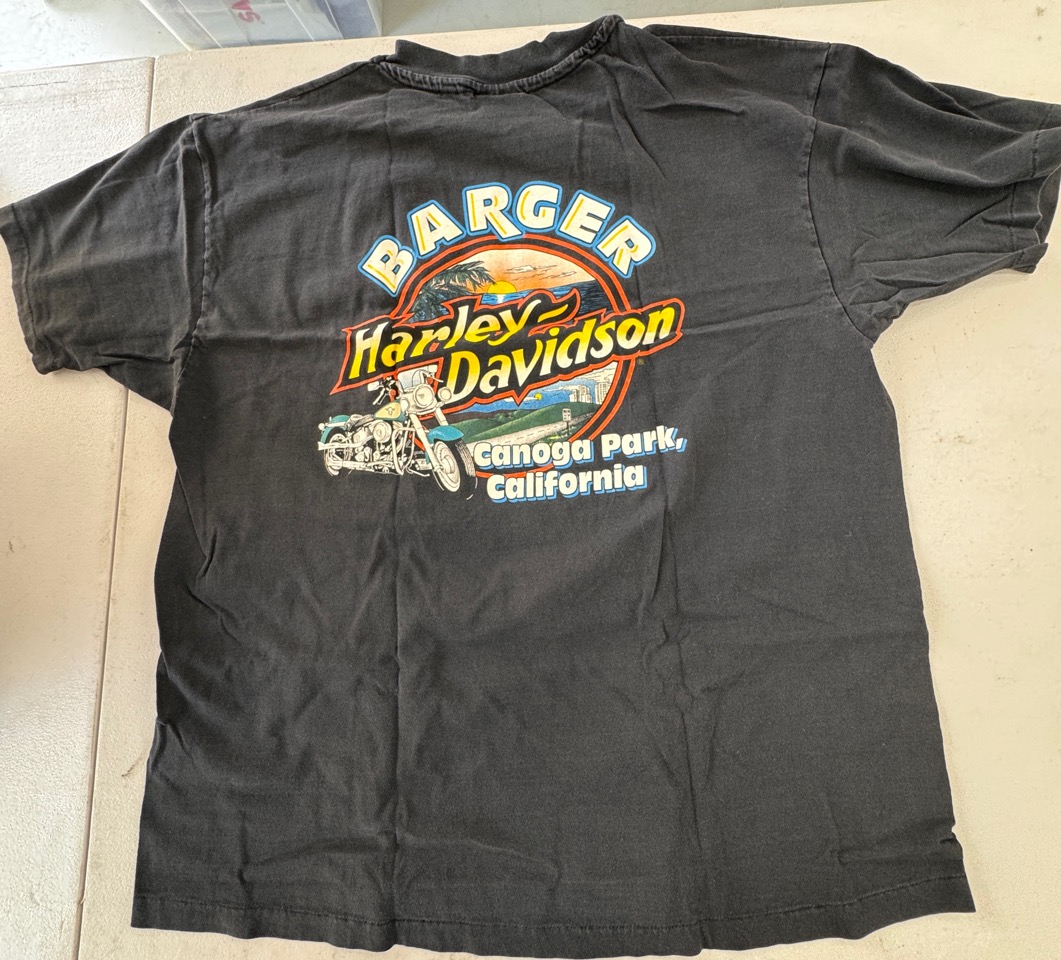 BARGER
Harley-
Davidson
Canoga Park,
California